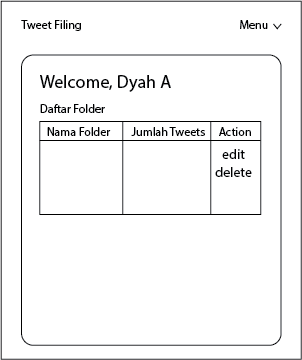 Tweet Filing Menu
Welcome, Dyah A
Daftar Folder
Nama Folder Jumlah Tweets Action
edit
delete